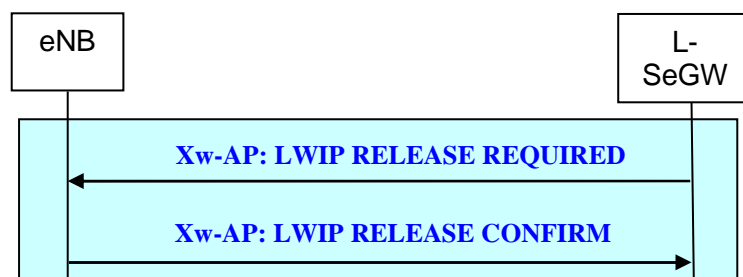 eNB
L-
SeGW
Xw-AP: LWIP RELEASE REQUIRED
Xw-AP: LWIP RELEASE CONFIRM